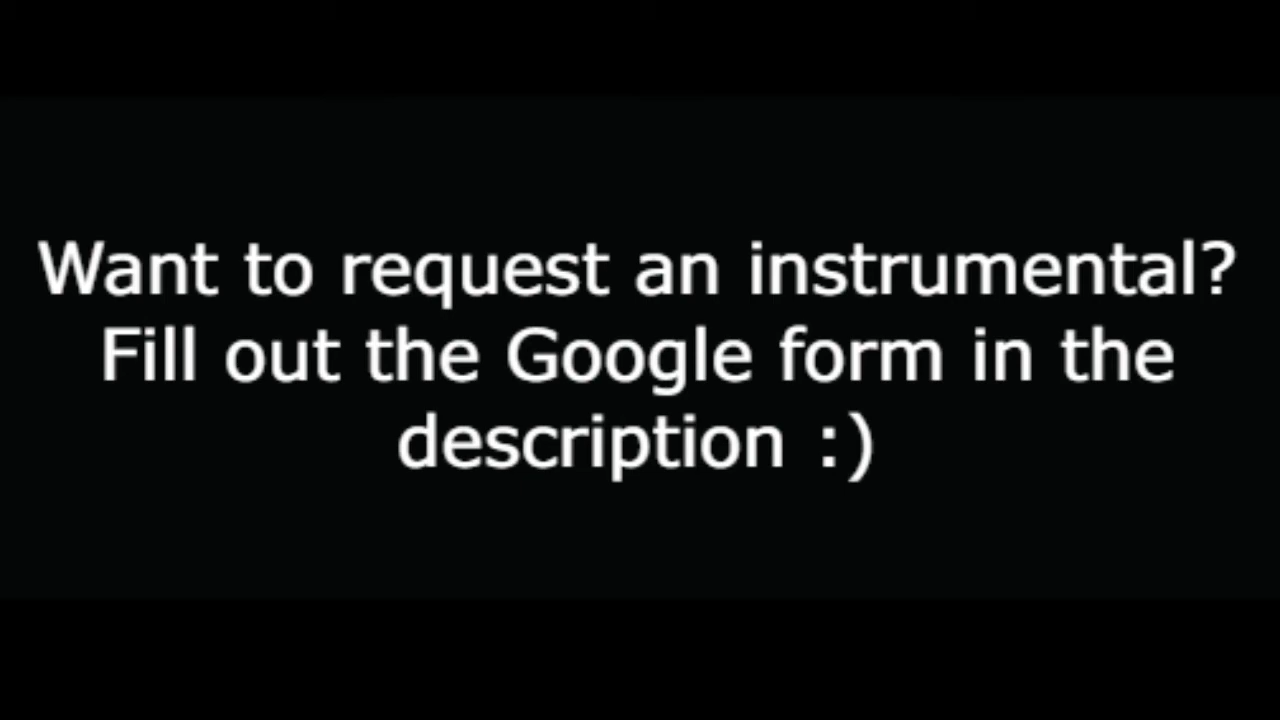 Want to request an instrumental?
Fill out the Google form in the
description :)